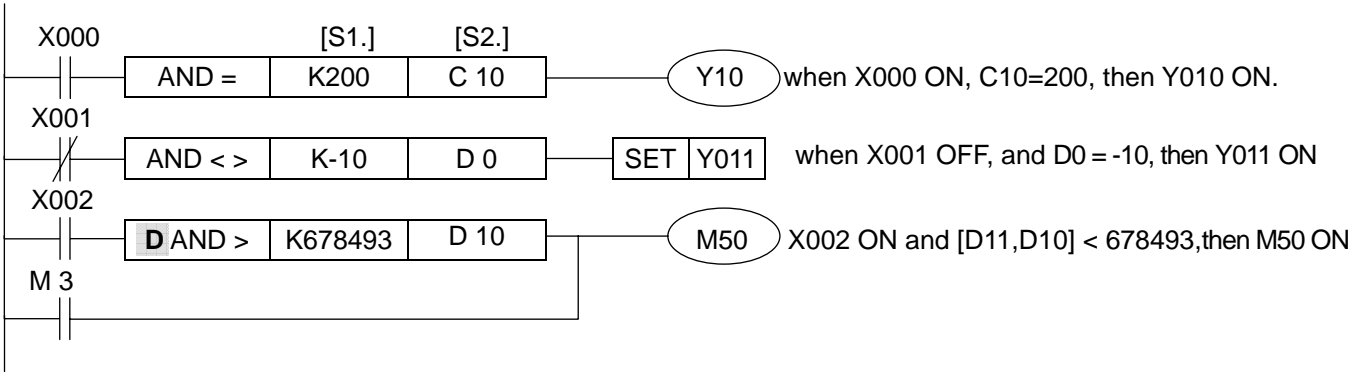 X000 [S1.] [S2.]
AND = K200 C 10 Y10 when X000 ON, C10=200, then Y010 ON.
X001
AND < > K-10 D 0 SET Y011 when X001 OFF, and D0 = -10, then Y011 ON
X002
D AND > K678493 D 10 M50 X002 ON and [D11,D10] < 678493,then M50 ON
M 3